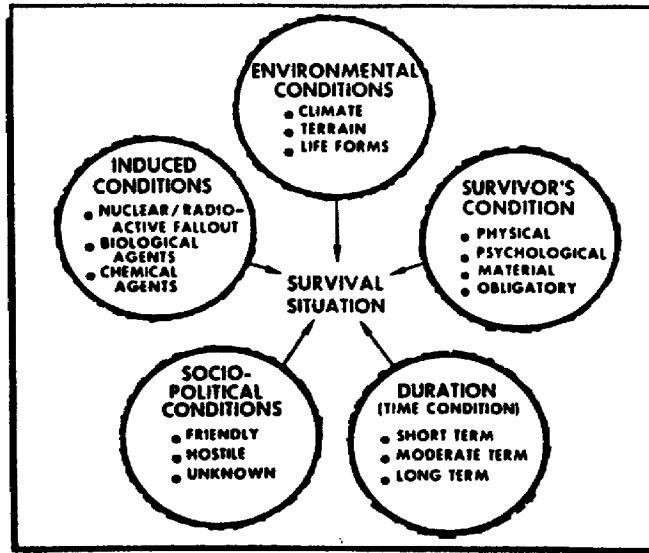 ENVIRONMENTAL
CONDITIONS
• CLIMATE
• TERRAIN
• LIFE FORMS
INDUCED
CONDITIONS
• NUCLEAR/RADIO-
ACTIVE FALLOUT
• BIOLOGICAL
AGENTS
• CHEMICAL
AGENTS
SURVIVOR'S
CONDITION
• PHYSICAL
• PSYCHOLOGICAL
• MATERIAL
• OBLIGATORY
SURVIVAL
SITUATION
SOCIO-
POLITICAL
CONDITIONS
• FRIENDLY
• HOSTILE
• UNKNOWN
DURATION
(TIME CONDITION)
• SHORT TERM
• MODERATE TERM
• LONG TERM